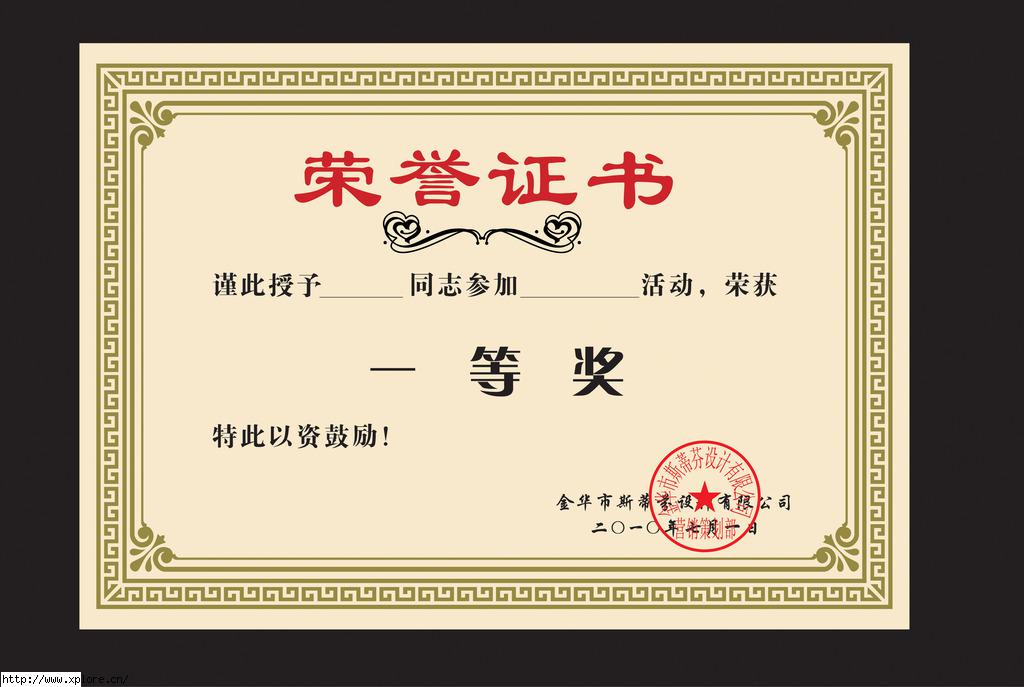 荣誉证书
谨此授予______同志参加_________活动，荣获
一等奖
特此以资鼓励！
金华市斯蒂芬设计有限公司
二〇一〇年七月一日
金华市斯蒂芬设计有限公司
营销策划部
http://www.xplore.cn/